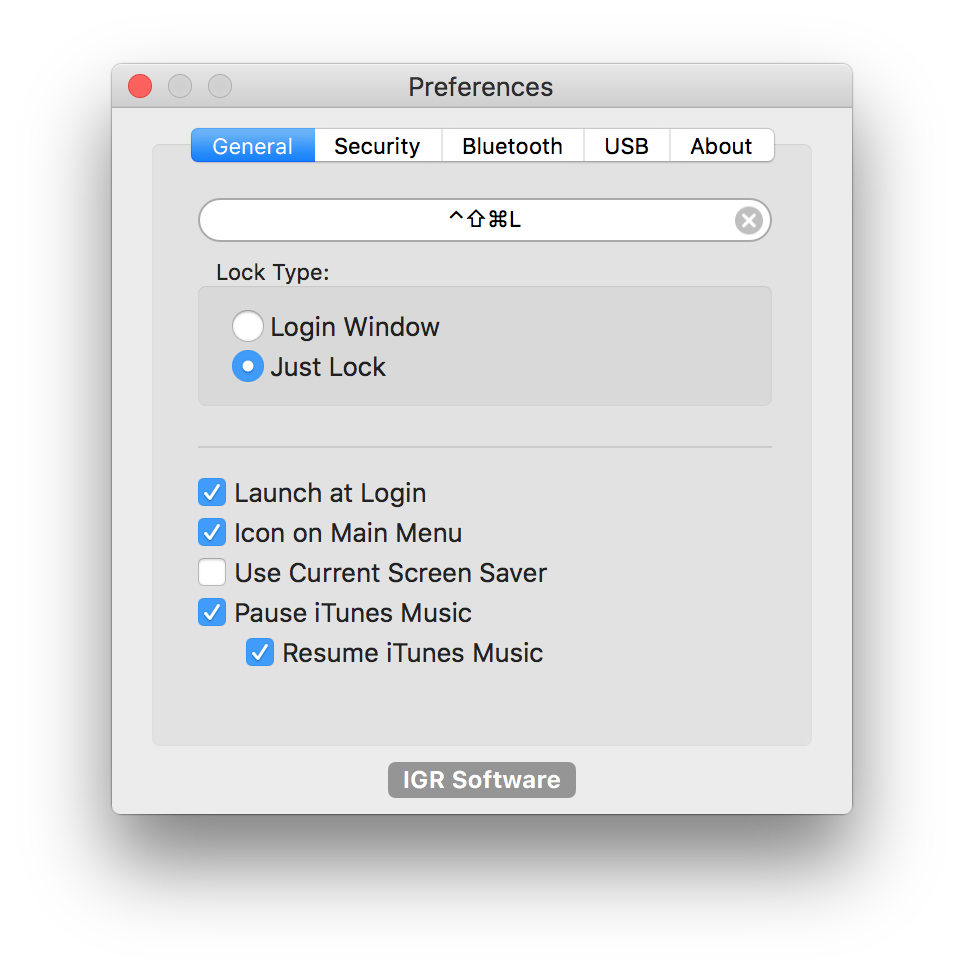 Preferences
General Security Bluetooth USB About
^⇧⌘L
Lock Type:
Login Window
Just Lock
Launch at Login
Icon on Main Menu
Use Current Screen Saver
Pause iTunes Music
Resume iTunes Music
IGR Software